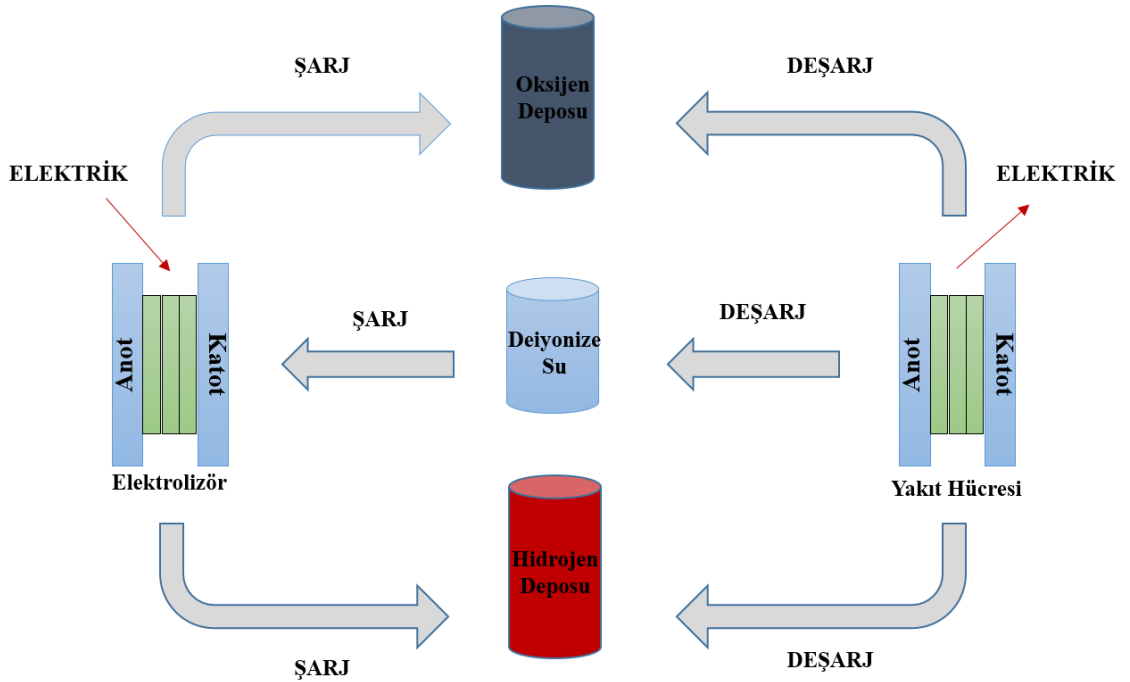 ŞARJ
DEŞARJ
Oksijen
Deposu
ELEKTRİK
ELEKTRİK
ŞARJ
DEŞARJ
Deiyonize
Su
Anot
Katot
Anot
Katot
Elektrolizör
Yakıt Hücresi
Hidrojen
Deposu
ŞARJ
DEŞARJ